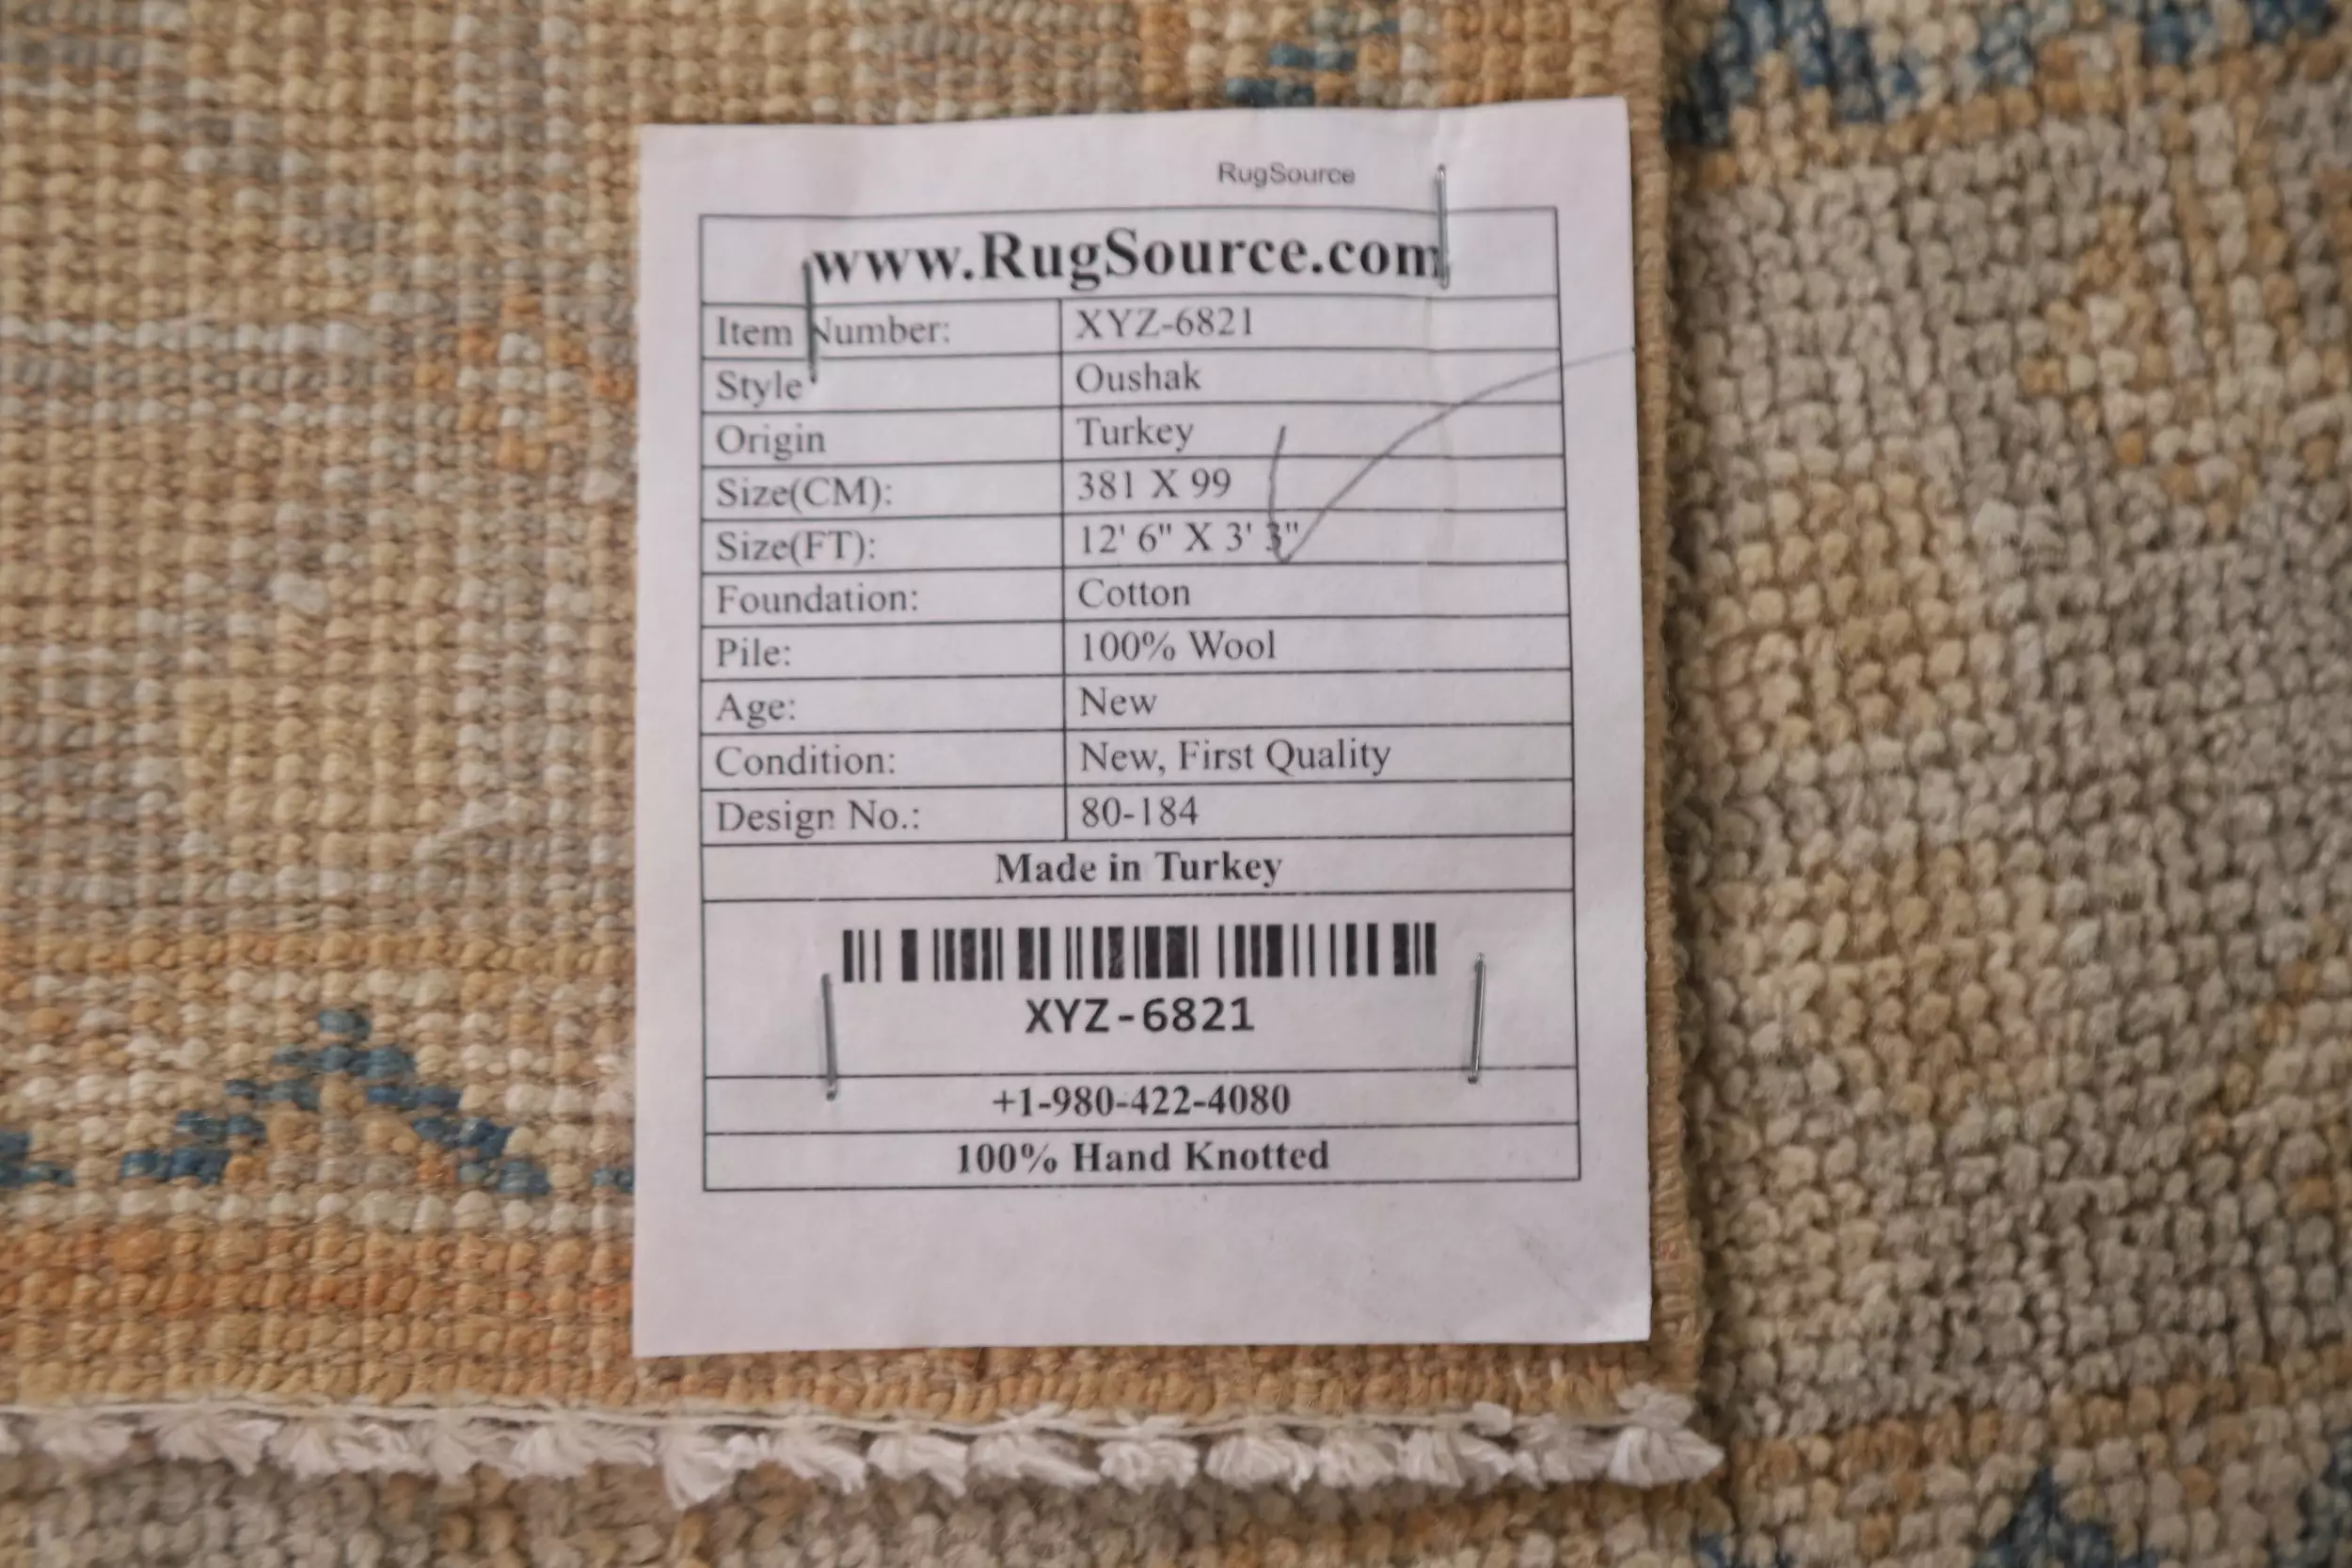 RugSource
www.RugSource.com
Item Number: XYZ-6821
Style Oushak
Origin Turkey
Size(CM): 381 X 99
Size(FT): 12' 6" X 3' 3"
Foundation: Cotton
Pile: 100% Wool
Age: New
Condition: New, First Quality
Design No.: 80-184
Made in Turkey
XYZ-6821
+1-980-422-4080
100% Hand Knotted